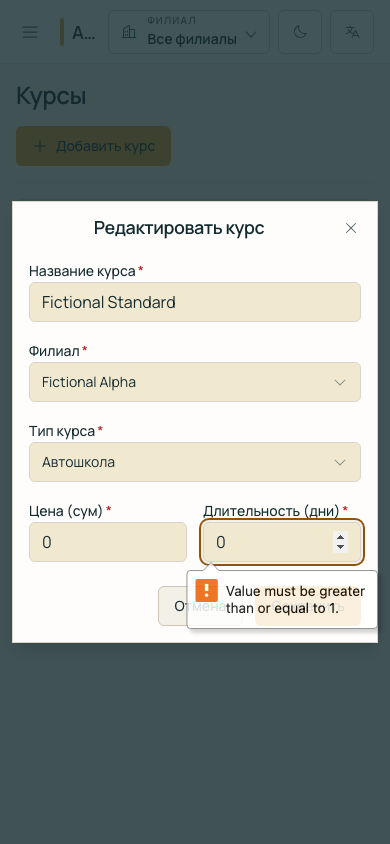 А...
ФИЛИАЛ
Все филиалы
Курсы
+ Добавить курс
Редактировать курс
Название курса *
Fictional Standard
Филиал *
Fictional Alpha
Тип курса *
Автошкола
Цена (сум) *
Длительность (дни) *
0
0
Отмена
Value must be greater
than or equal to 1.